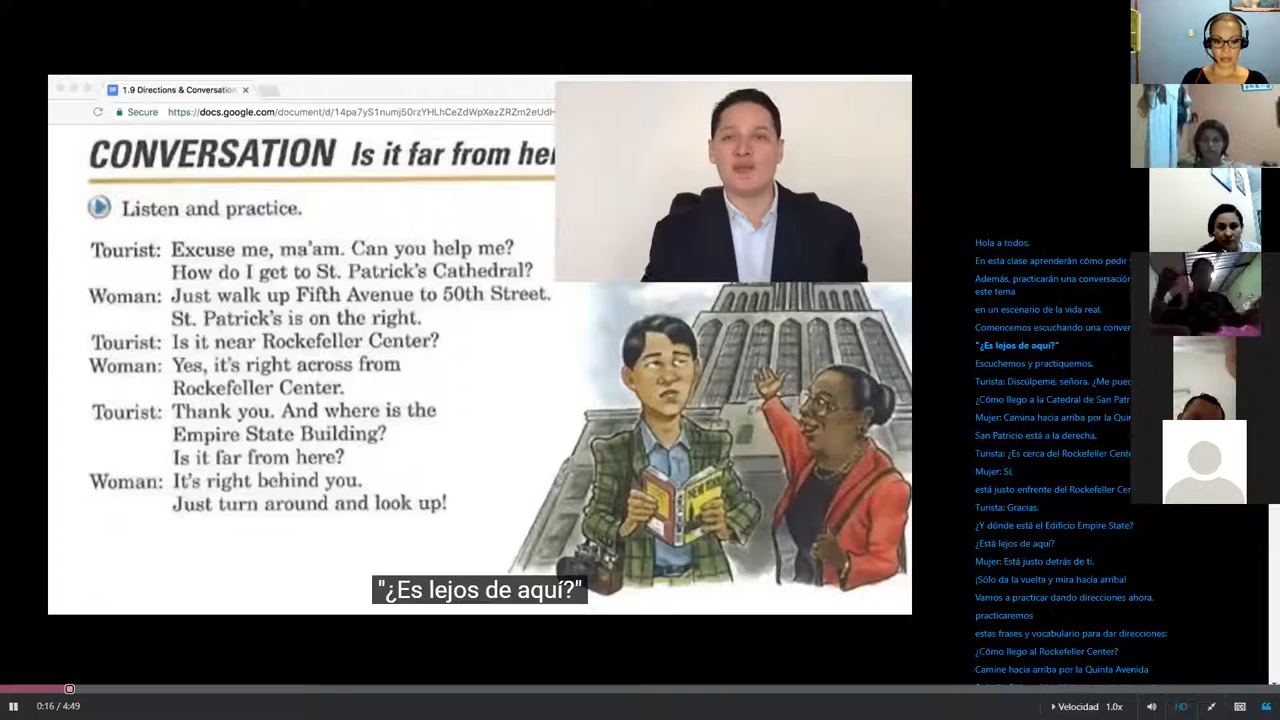 1.9 Directions & Conversation
Secure
https://docs.google.com/document/d/14pa7yS1numj50rzYHLhCeZdWpXezZRZm2eUdH
CONVERSATION Is it far from her
Listen and practice.
Tourist: Excuse me, ma'am. Can you help me?
How do I get to St. Patrick's Cathedral?
Woman: Just walk up Fifth Avenue to 50th Street.
St. Patrick's is on the right.
Tourist: Is it near Rockefeller Center?
Woman: Yes, it's right across from
Rockefeller Center.
Tourist: Thank you. And where is the
Empire State Building?
Is it far from here?
Woman: It's right behind you.
Just turn around and look up!
"¿Es lejos de aquí?"
Hola a todos.
En esta clase aprenderán cómo pedir
Además, practicarán una conversación
este tema
en un escenario de la vida real.
Comencemos escuchando una conver
"¿Es lejos de aquí?"
Escuchemos y practiquemos.
Turista: Discúlpeme, señora. ¿Me pued
¿Cómo llego a la Catedral de San Patr
Mujer: Camina hacia arriba por la Quin
San Patricio está a la derecha.
Turista: ¿Es cerca del Rockefeller Cent
Mujer: Sí,
está justo enfrente del Rockefeller Cer
Turista: Gracias.
¿Y dónde está el Edificio Empire State?
¿Está lejos de aquí?
Mujer: Está justo detrás de ti.
¡Sólo da la vuelta y mira hacia arriba!
Vamos a practicar dando direcciones ahora,
practicaremos
estas frases y vocabulario para dar direcciones:
¿Cómo llego al Rockefeller Center?
Camine hacia arriba por la Quinta Avenida
0:16 / 4:49
Velocidad 1.0x
HD